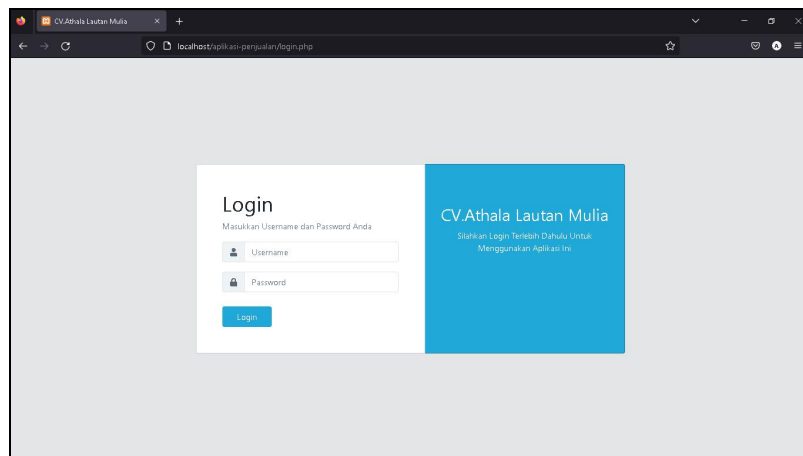 CV.Athala Lautan Mulia
localhost/aplikasi-penjualan/login.php
Login
Masukkan Username dan Password Anda
Username
Password
Login
CV.Athala Lautan Mulia
Silahkan Login Terlebih Dahulu Untuk
Menggunakan Aplikasi Ini